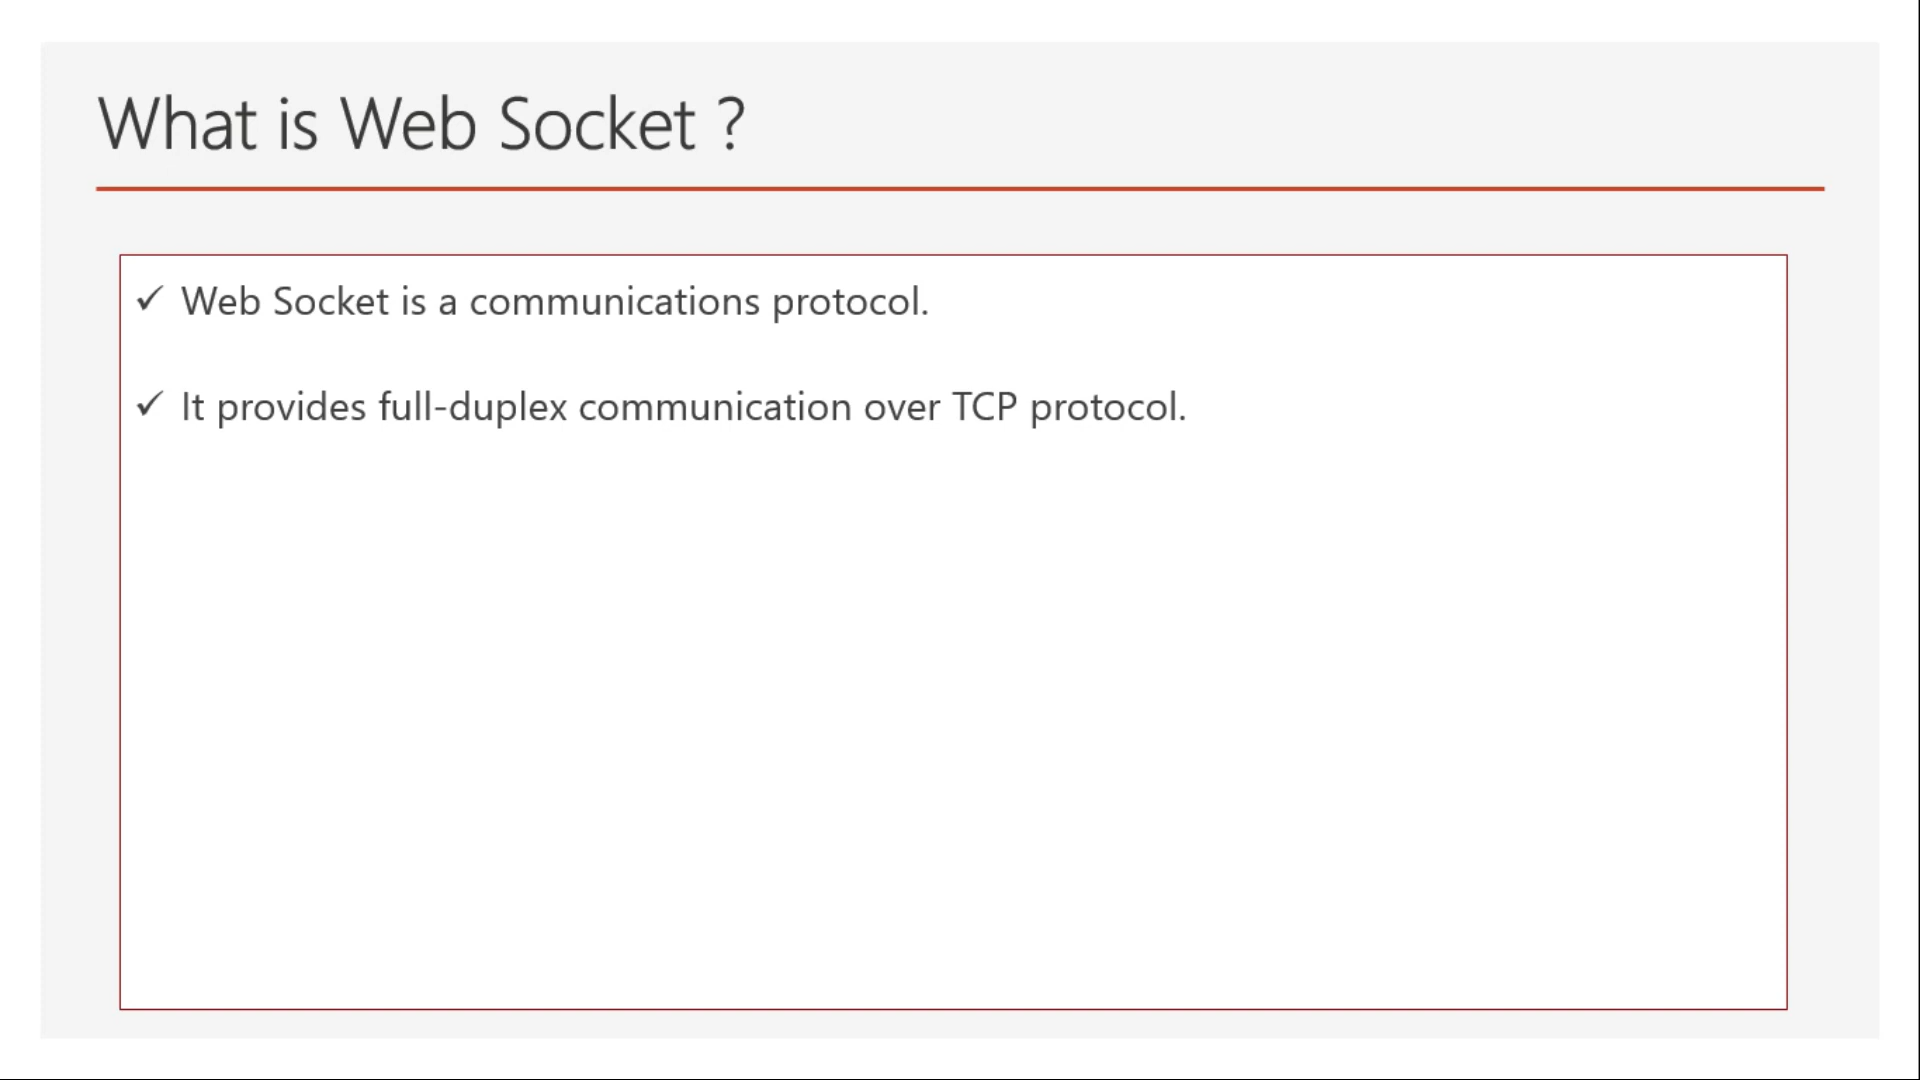 What is Web Socket ?
✓ Web Socket is a communications protocol.
✓ It provides full-duplex communication over TCP protocol.